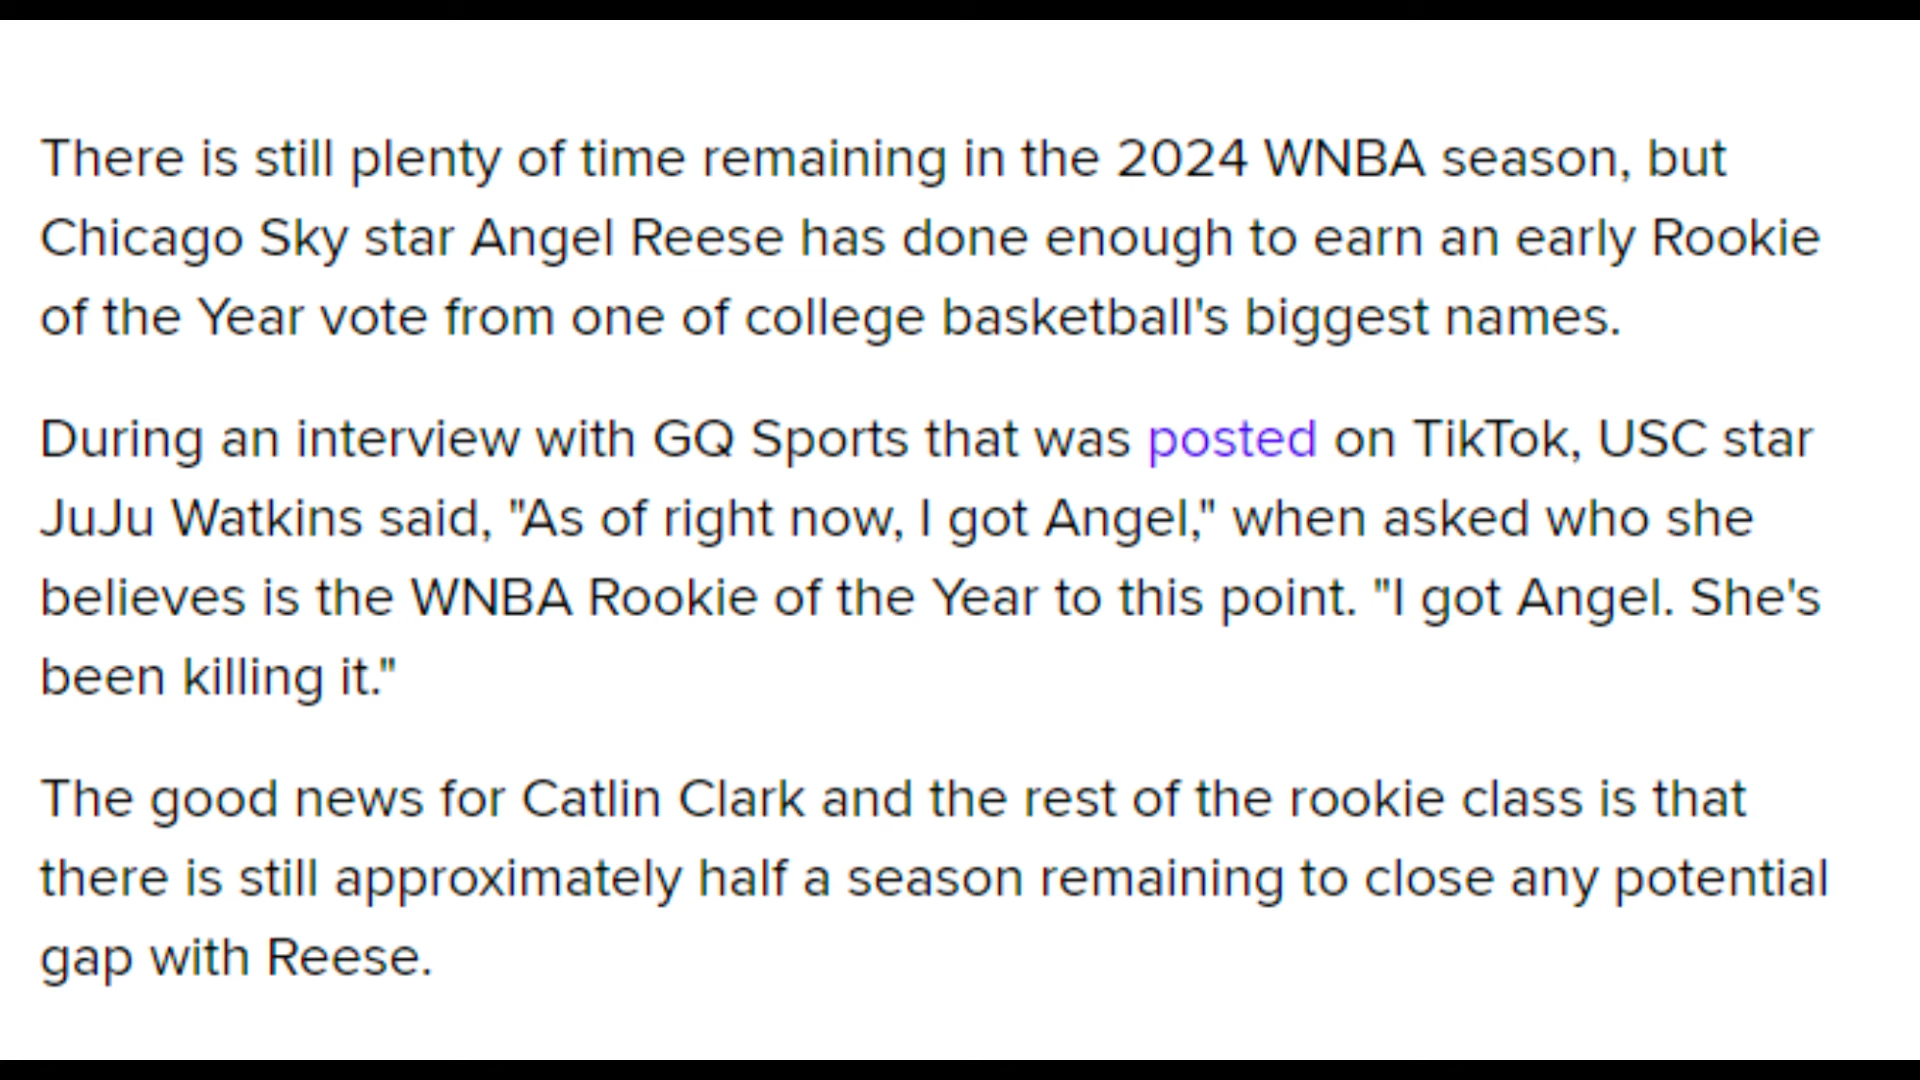 There is still plenty of time remaining in the 2024 WNBA season, but
Chicago Sky star Angel Reese has done enough to earn an early Rookie
of the Year vote from one of college basketball's biggest names.
During an interview with GQ Sports that was posted on TikTok, USC star
JuJu Watkins said, "As of right now, I got Angel," when asked who she
believes is the WNBA Rookie of the Year to this point. "I got Angel. She's
been killing it."
The good news for Catlin Clark and the rest of the rookie class is that
there is still approximately half a season remaining to close any potential
gap with Reese.